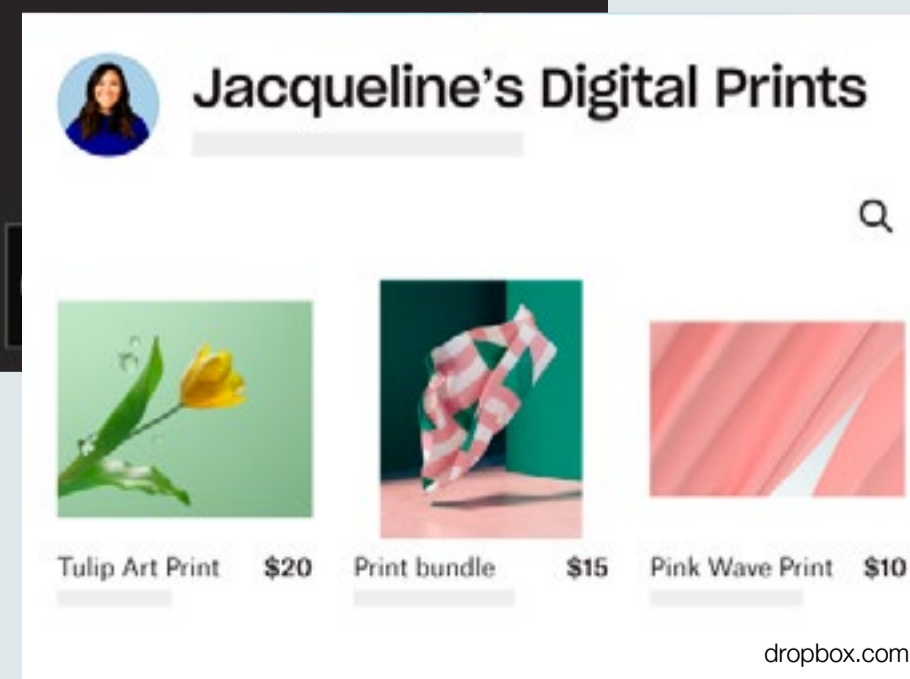 Jacqueline’s Digital Prints
Tulip Art Print $20 Print bundle $15 Pink Wave Print $10
dropbox.com